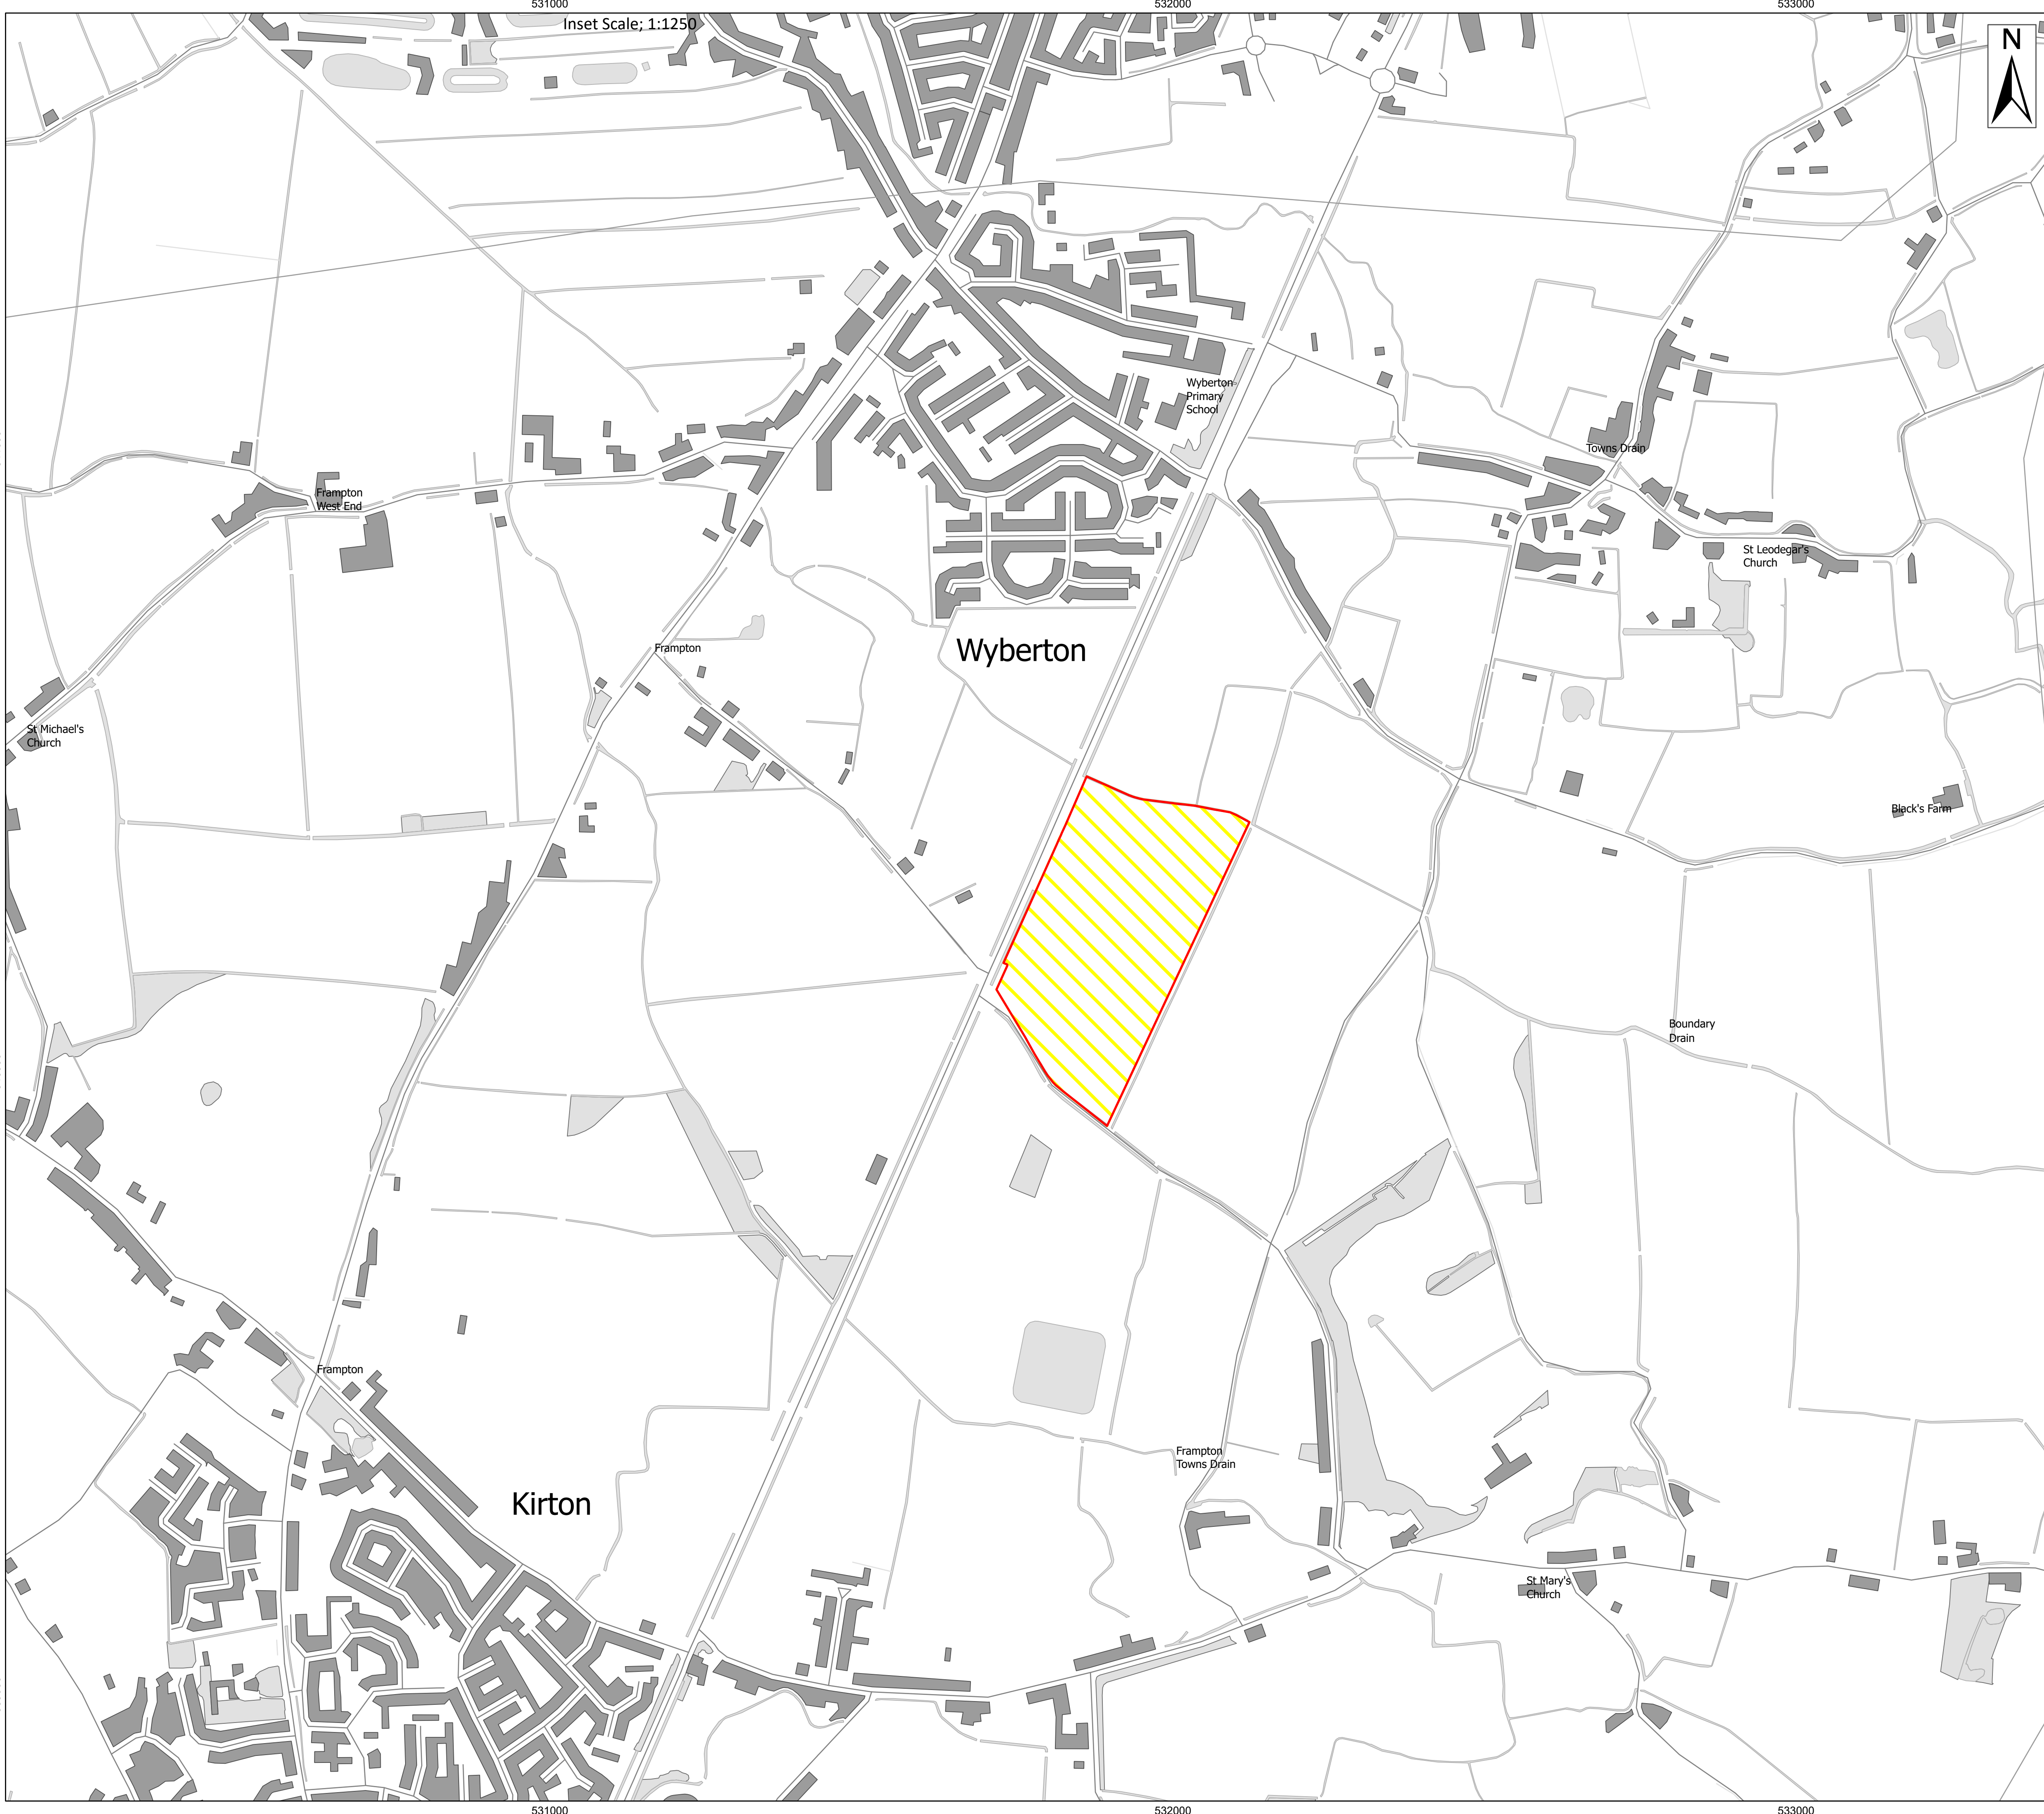 531000
532000
533000
Inset Scale; 1:1250
N
Wyberton
Primary
School
Towns Drain
Frampton
West End
St Leodegar's
Church
Wyberton
Frampton
St Michael's
Church
Black's Farm
Boundary
Drain
Frampton
Frampton
Towns Drain
Kirton
St Mary's
Church
531000
532000
533000